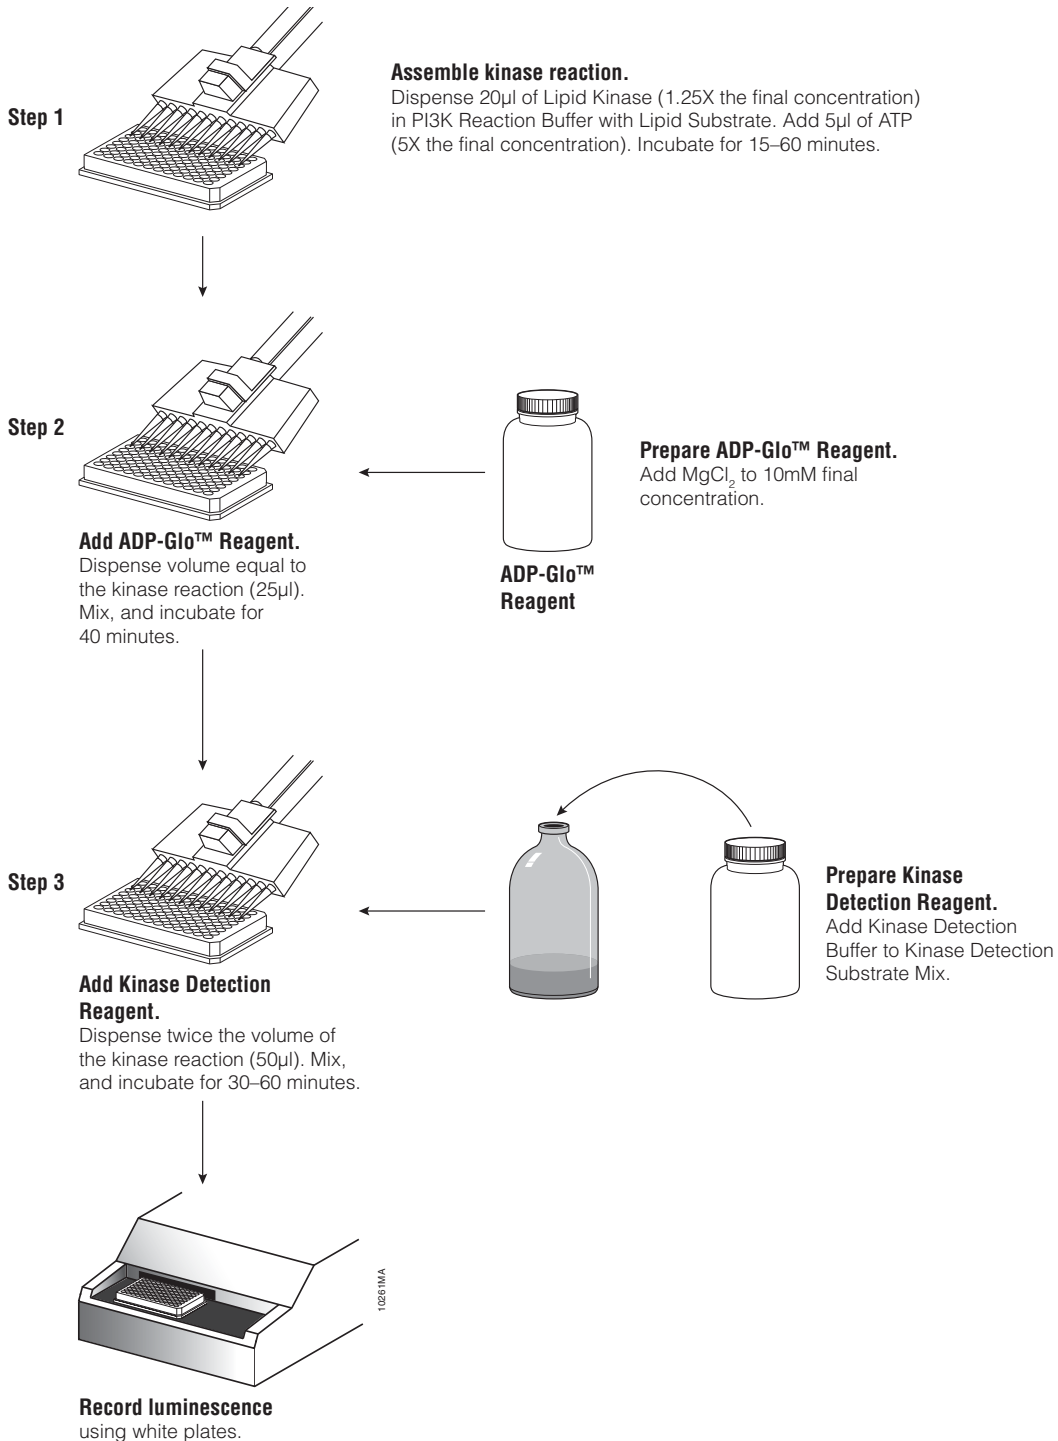 Step 1
Assemble kinase reaction.
Dispense 20µl of Lipid Kinase (1.25X the final concentration)
in PI3K Reaction Buffer with Lipid Substrate. Add 5µl of ATP
(5X the final concentration). Incubate for 15–60 minutes.
Step 2
Add ADP-Glo™ Reagent.
Dispense volume equal to
the kinase reaction (25µl).
Mix, and incubate for
40 minutes.
ADP-Glo™
Reagent
Prepare ADP-Glo™ Reagent.
Add MgCl₂ to 10mM final
concentration.
Step 3
Add Kinase Detection
Reagent.
Dispense twice the volume of
the kinase reaction (50µl). Mix,
and incubate for 30–60 minutes.
Prepare Kinase
Detection Reagent.
Add Kinase Detection
Buffer to Kinase Detection
Substrate Mix.
10261MA
Record luminescence
using white plates.